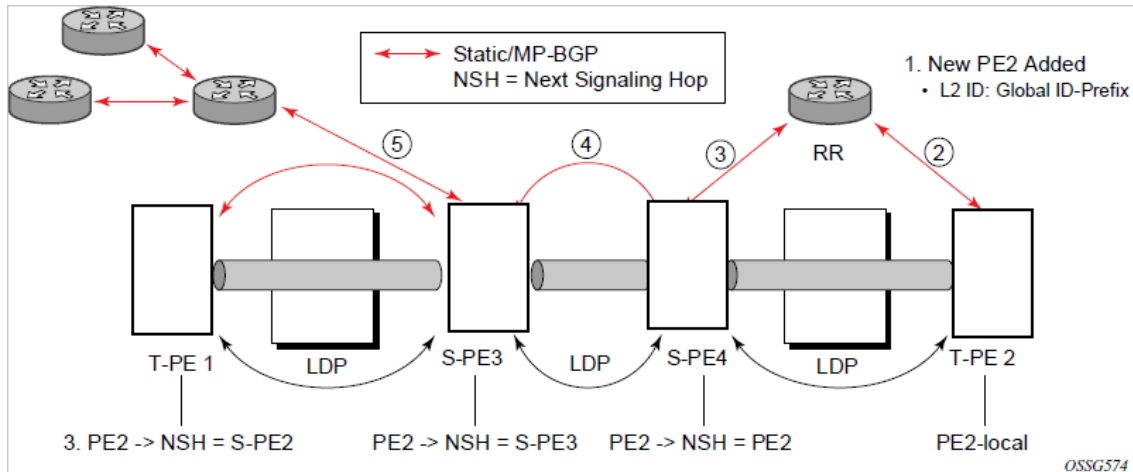 Static/MP-BGP
NSH = Next Signaling Hop
1. New PE2 Added
• L2 ID: Global ID-Prefix
RR
5
4
3
2
T-PE 1
LDP
S-PE3
LDP
S-PE4
LDP
T-PE 2
3. PE2 -> NSH = S-PE2
PE2 -> NSH = S-PE3
PE2 -> NSH = PE2
PE2-local
OSSG574